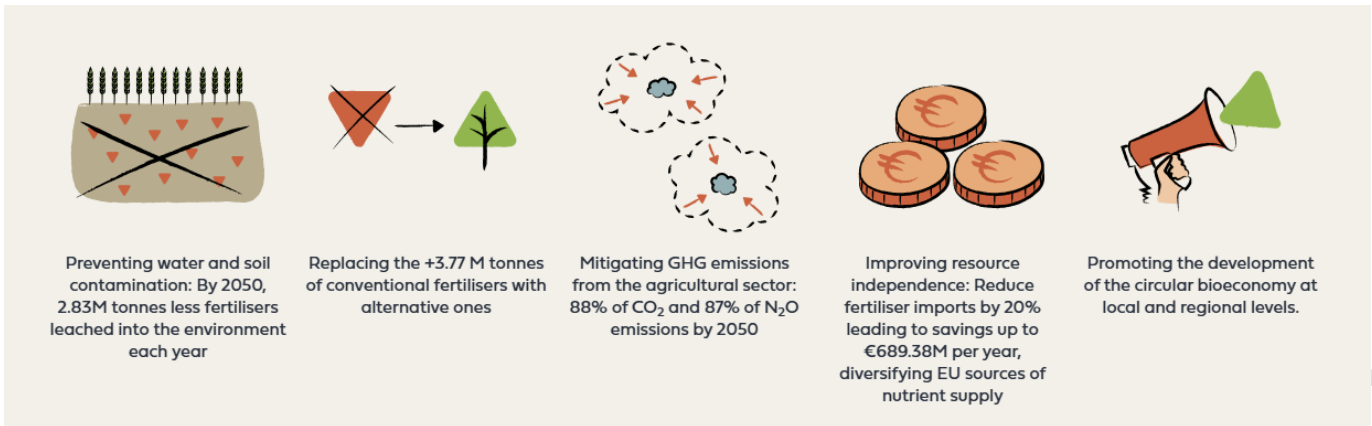 Preventing water and soil
contamination: By 2050,
2.83M tonnes less fertilisers
leached into the environment
each year
Replacing the +3.77 M tonnes
of conventional fertilisers with
alternative ones
Mitigating GHG emissions
from the agricultural sector:
88% of CO₂ and 87% of N₂O
emissions by 2050
Improving resource
independence: Reduce
fertiliser imports by 20%
leading to savings up to
€689.38M per year,
diversifying EU sources of
nutrient supply
Promoting the development
of the circular bioeconomy at
local and regional levels.